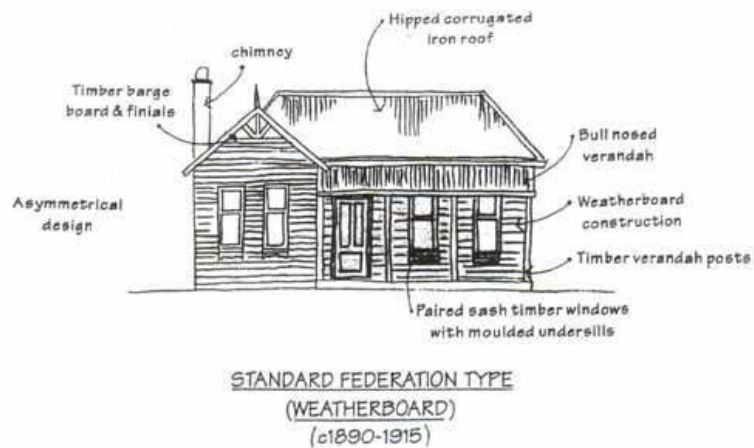 Hipped corrugated
iron roof
chimney
Timber barge
board & finials
Bull nosed
verandah
Asymmetrical
design
Weatherboard
construction
Timber verandah posts
Paired sash timber windows
with moulded undersills
STANDARD FEDERATION TYPE
(WEATHERBOARD)
(c1890-1915)